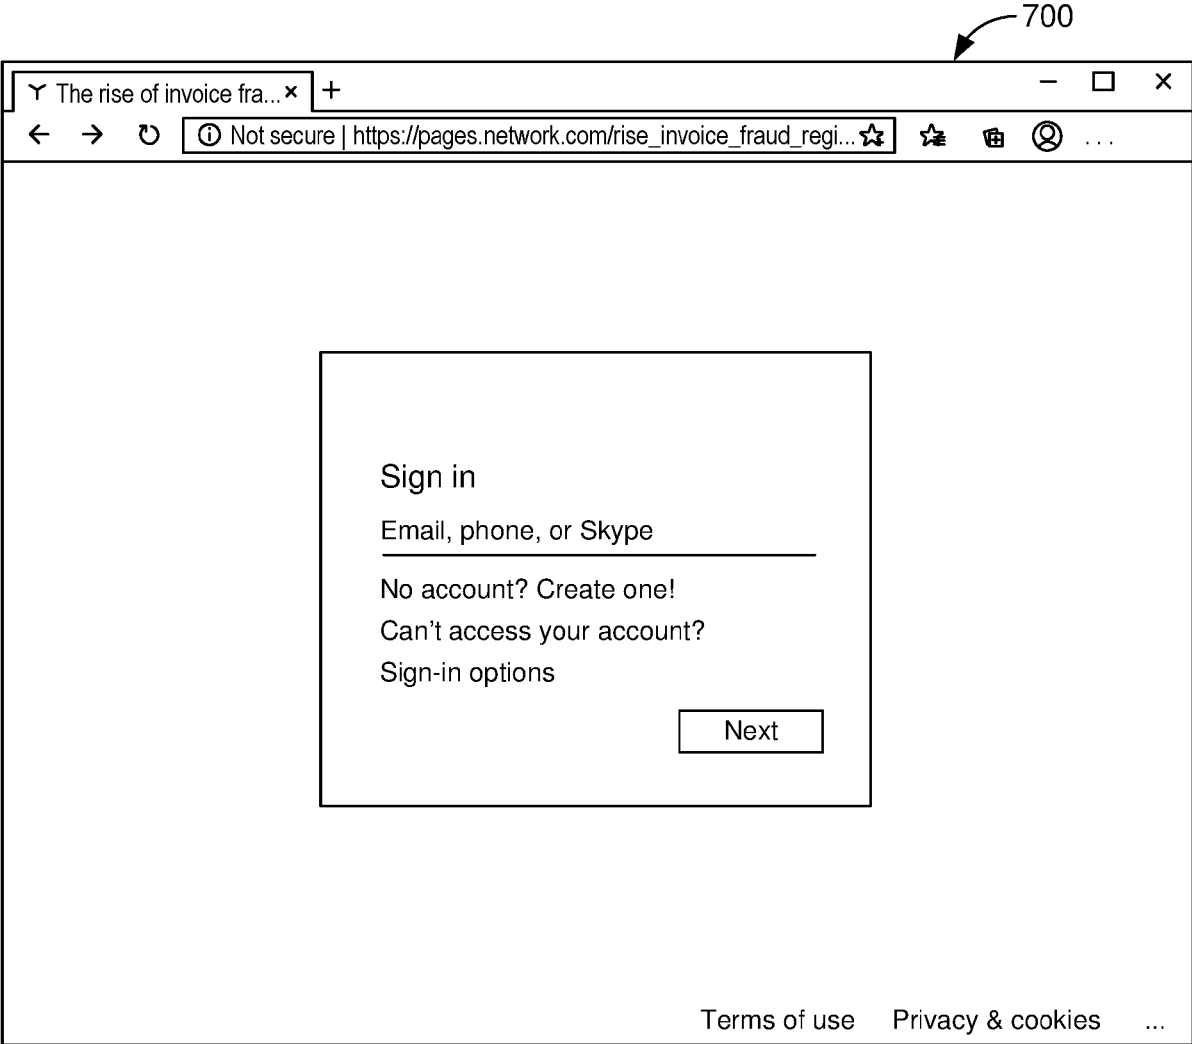 700
The rise of invoice fra...
Not secure | https://pages.network.com/rise_invoice_fraud_regi...
...
Sign in
Email, phone, or Skype
No account? Create one!
Can't access your account?
Sign-in options
Next
Terms of use Privacy & cookies ...